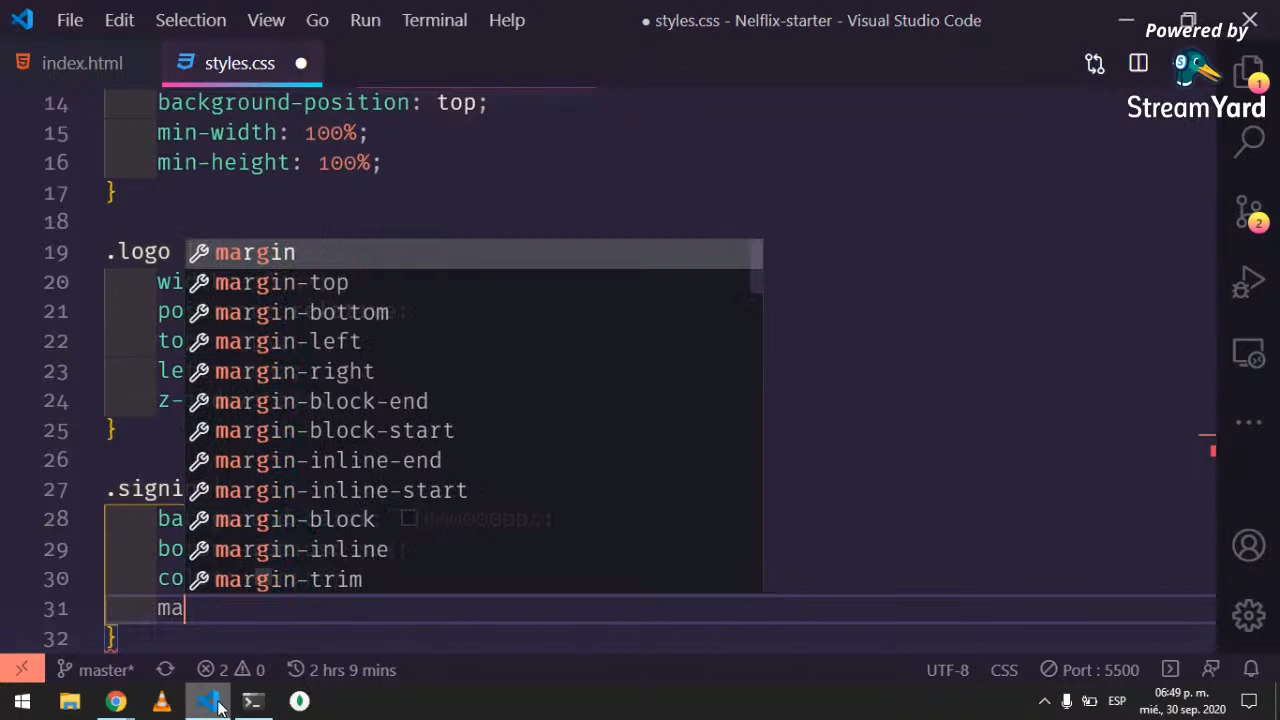 File Edit Selection View Go Run Terminal Help ● styles.css - Nelflix-starter - Visual Studio Code
Powered by
StreamYard
index.html styles.css
14 background-position: top;
15 min-width: 100%;
16 min-height: 100%;
17 }
18
19 .logo margin
20 wi margin-top
21 po margin-bottom
22 to margin-left
23 le margin-right
24 z- margin-block-end
25 } margin-block-start
26 margin-inline-end
27 .signi margin-inline-start
28 ba margin-block
29 bo margin-inline
30 co margin-trim
31 ma
32 }
1
2
master* 2 0 2 hrs 9 mins UTF-8 CSS Port : 5500
ESP
06:49 p. m.
mié., 30 sep. 2020